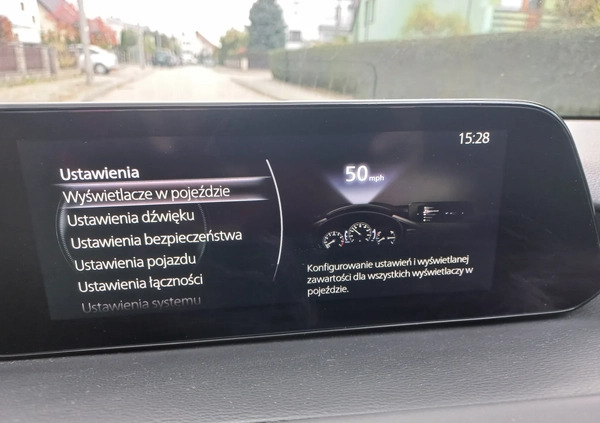 15:28
Ustawienia
Wyświetlacze w pojeździe
Ustawienia dźwięku
Ustawienia bezpieczeństwa
Ustawienia pojazdu
Ustawienia łączności
Ustawienia systemu
50 mph
Konfigurowanie ustawień i wyświetlanej
zawartości dla wszystkich wyświetlaczy w
pojeździe.